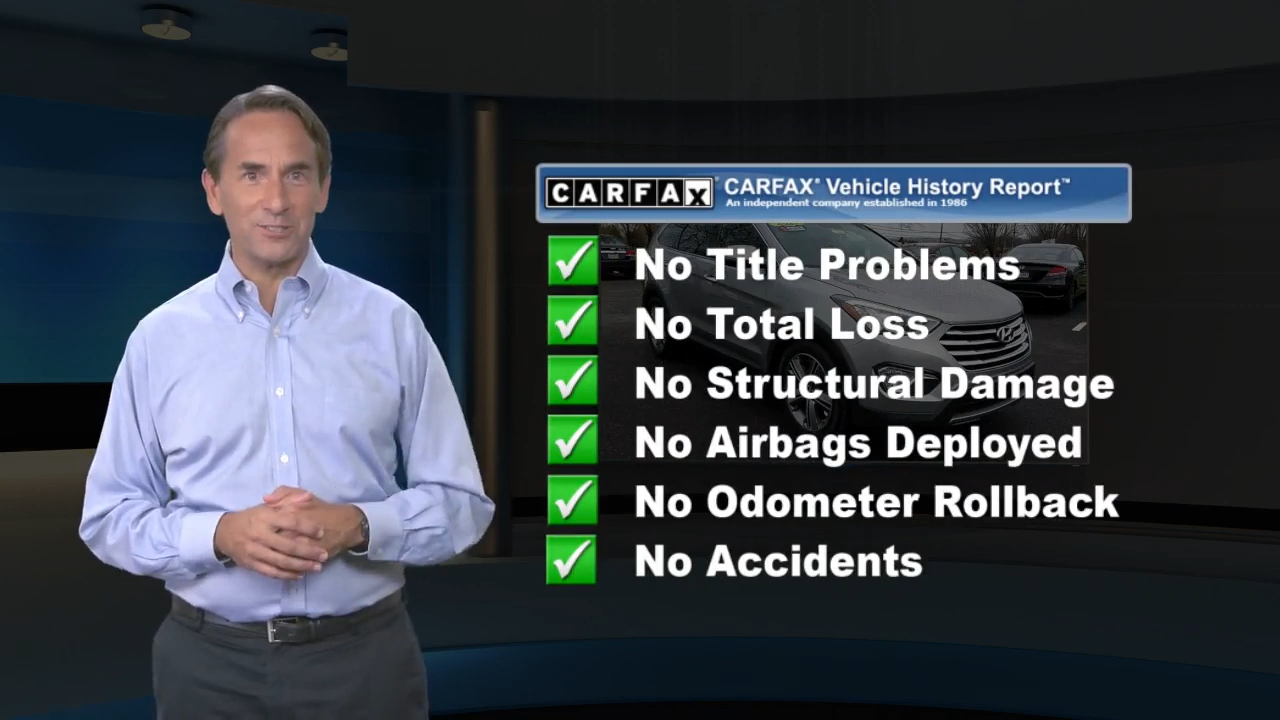 CARFAX® CARFAX® Vehicle History Report™
An independent company established in 1986
No Title Problems
No Total Loss
No Structural Damage
No Airbags Deployed
No Odometer Rollback
No Accidents